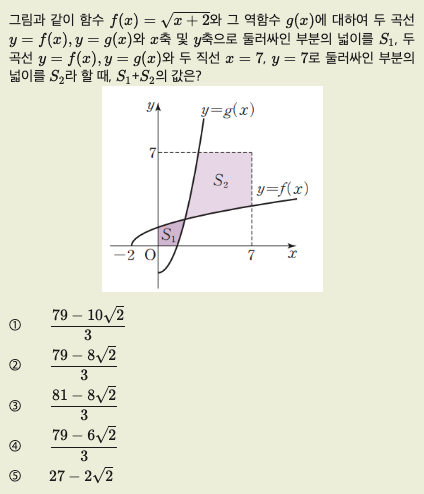 그림과 같이 함수 f(x) = √(x + 2)와 그 역함수 g(x)에 대하여 두 곡선
y = f(x), y = g(x)와 x축 및 y축으로 둘러싸인 부분의 넓이를 S₁, 두
곡선 y = f(x), y = g(x)와 두 직선 x = 7, y = 7로 둘러싸인 부분의
넓이를 S₂라 할 때, S₁+S₂의 값은?
y
y=g(x)
7
S₂
y=f(x)
S₁
−2 O 7 x
① (79 − 10√2)/3
② (79 − 8√2)/3
③ (81 − 8√2)/3
④ (79 − 6√2)/3
⑤ 27 − 2√2